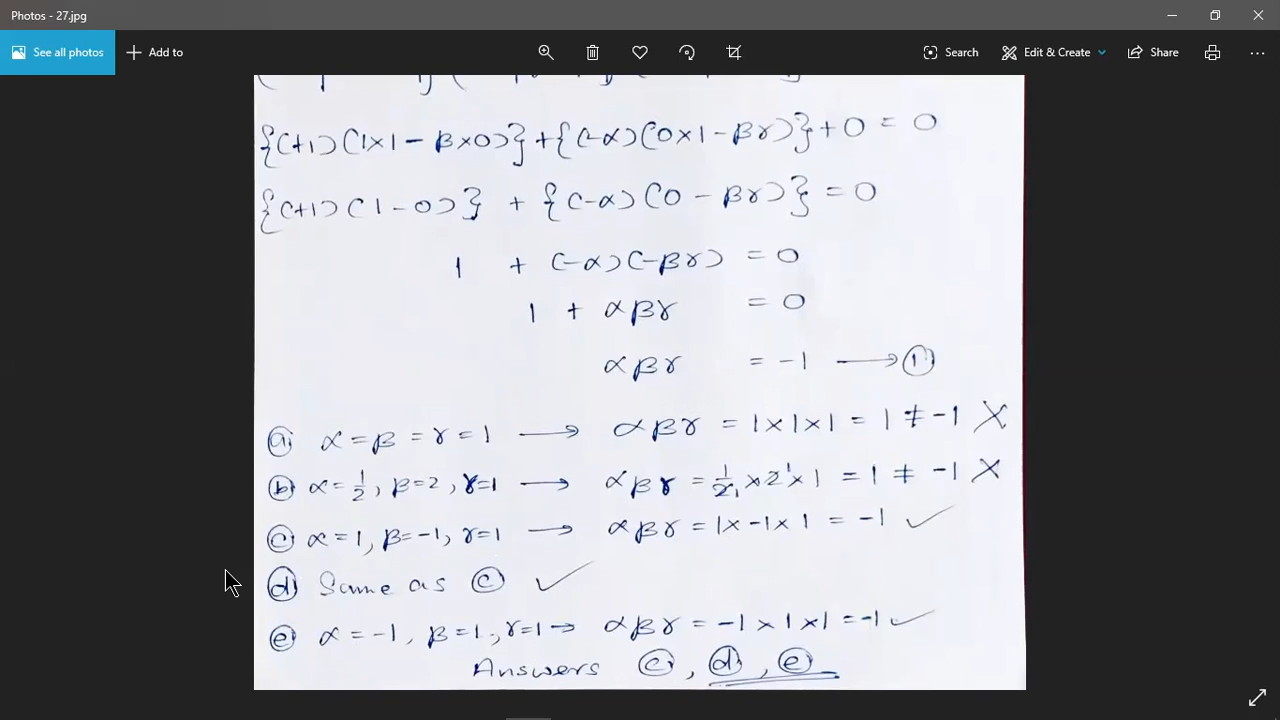 Photos - 27.jpg
See all photos
Add to
Search
Edit & Create
Share
{(+1)(1×1 - β×0)} + {(-α)(0×1 - βγ)} + 0 = 0
{(+1)(1-0)} + {(-α)(0 - βγ)} = 0
1 + (-α)(-βγ) = 0
1 + αβγ = 0
αβγ = -1 → ①
ⓐ α = β = γ = 1 → αβγ = 1×1×1 = 1 ≠ -1 ✗
ⓑ α = 1/2, β=2, γ=1 → αβγ = 1/2₁ × 2¹ × 1 = 1 ≠ -1 ✗
ⓒ α = 1, β=-1, γ=1 → αβγ = 1× -1× 1 = -1 ✓
ⓓ Same as ⓒ ✓
ⓔ α = -1, β=1, γ=1 → αβγ = -1 × 1 × 1 = -1 ✓
Answers ⓒ, ⓓ, ⓔ